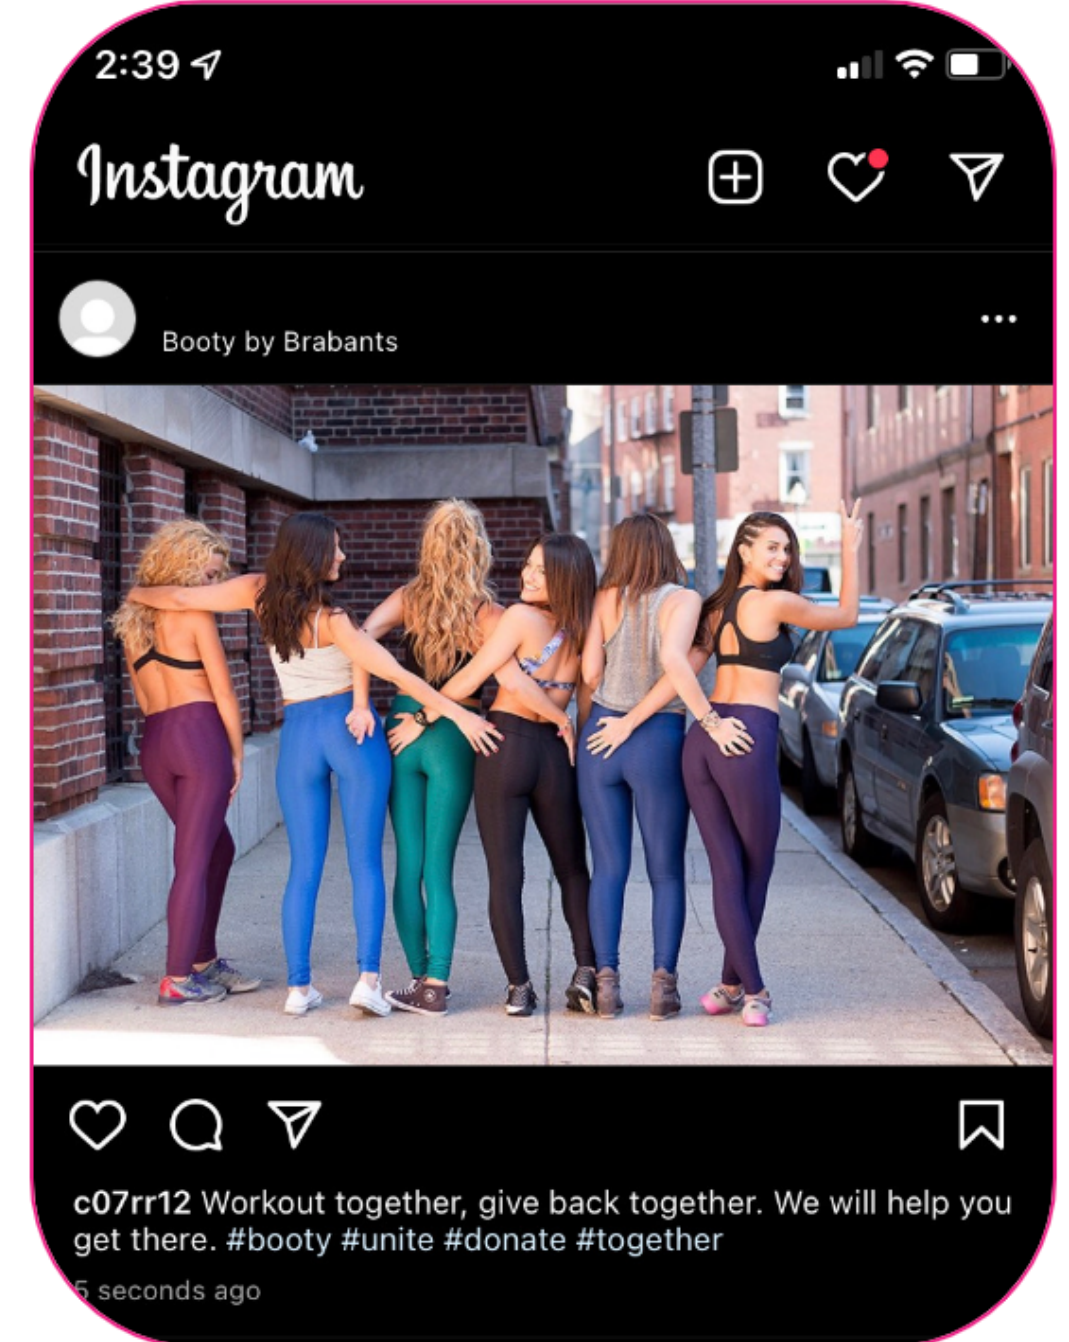 2:39
Instagram
Booty by Brabants
c07rr12 Workout together, give back together. We will help you
get there. #booty #unite #donate #together
5 seconds ago